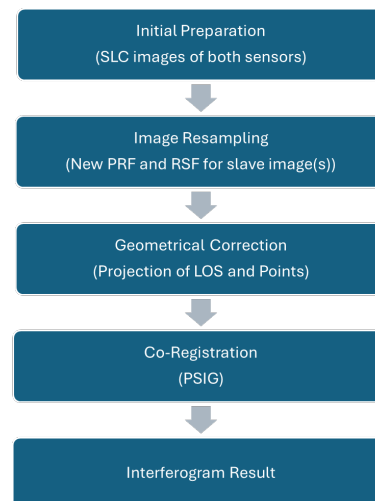 Initial Preparation
(SLC images of both sensors)
Image Resampling
(New PRF and RSF for slave image(s))
Geometrical Correction
(Projection of LOS and Points)
Co-Registration
(PSIG)
Interferogram Result